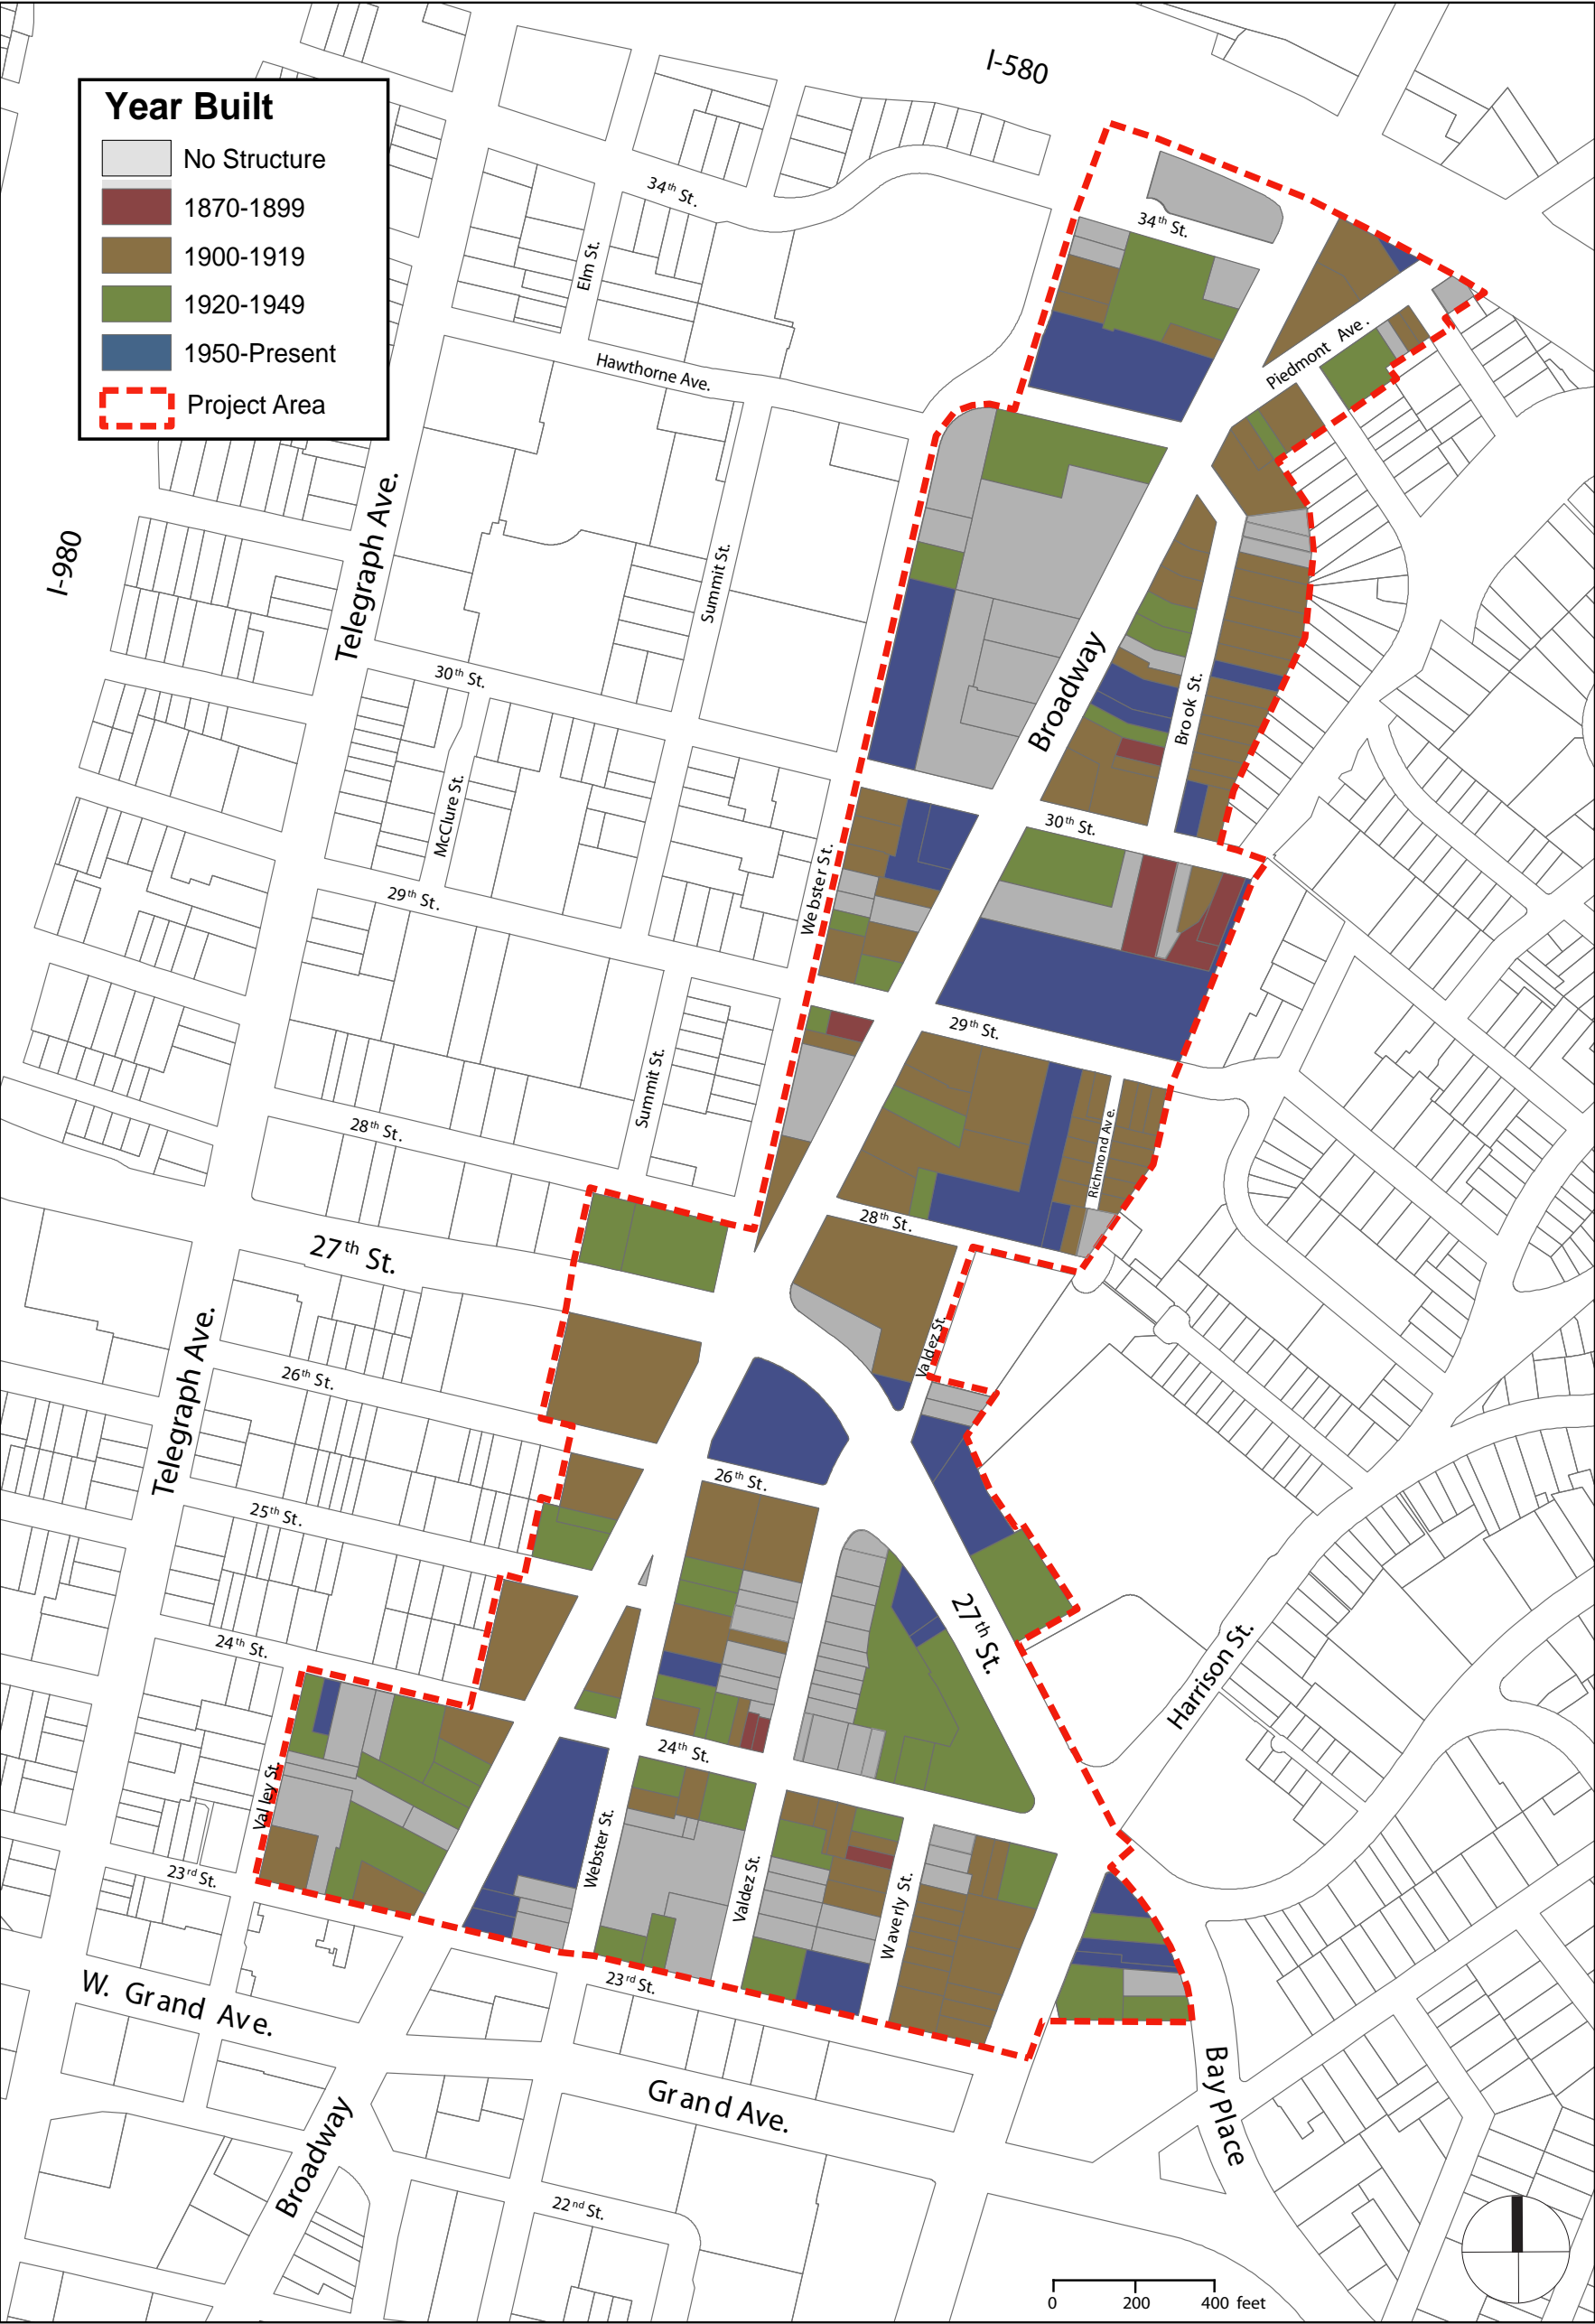 I-580
Year Built
No Structure
1870-1899
1900-1919
1920-1949
1950-Present
Project Area
34th St.
34th St.
Elm St.
Piedmont Ave.
Hawthorne Ave.
I-980
Telegraph Ave.
Summit St.
Broadway
Brook St.
30th St.
McClure St.
30th St.
Webster St.
29th St.
29th St.
Summit St.
Richmond Ave.
28th St.
28th St.
27th St.
Valdez St.
Telegraph Ave.
26th St.
26th St.
25th St.
27th St.
24th St.
Harrison St.
24th St.
Valley St.
Webster St.
Valdez St.
Waverly St.
23rd St.
W. Grand Ave.
23rd St.
Bay Place
Grand Ave.
Broadway
22nd St.
0 200 400 feet